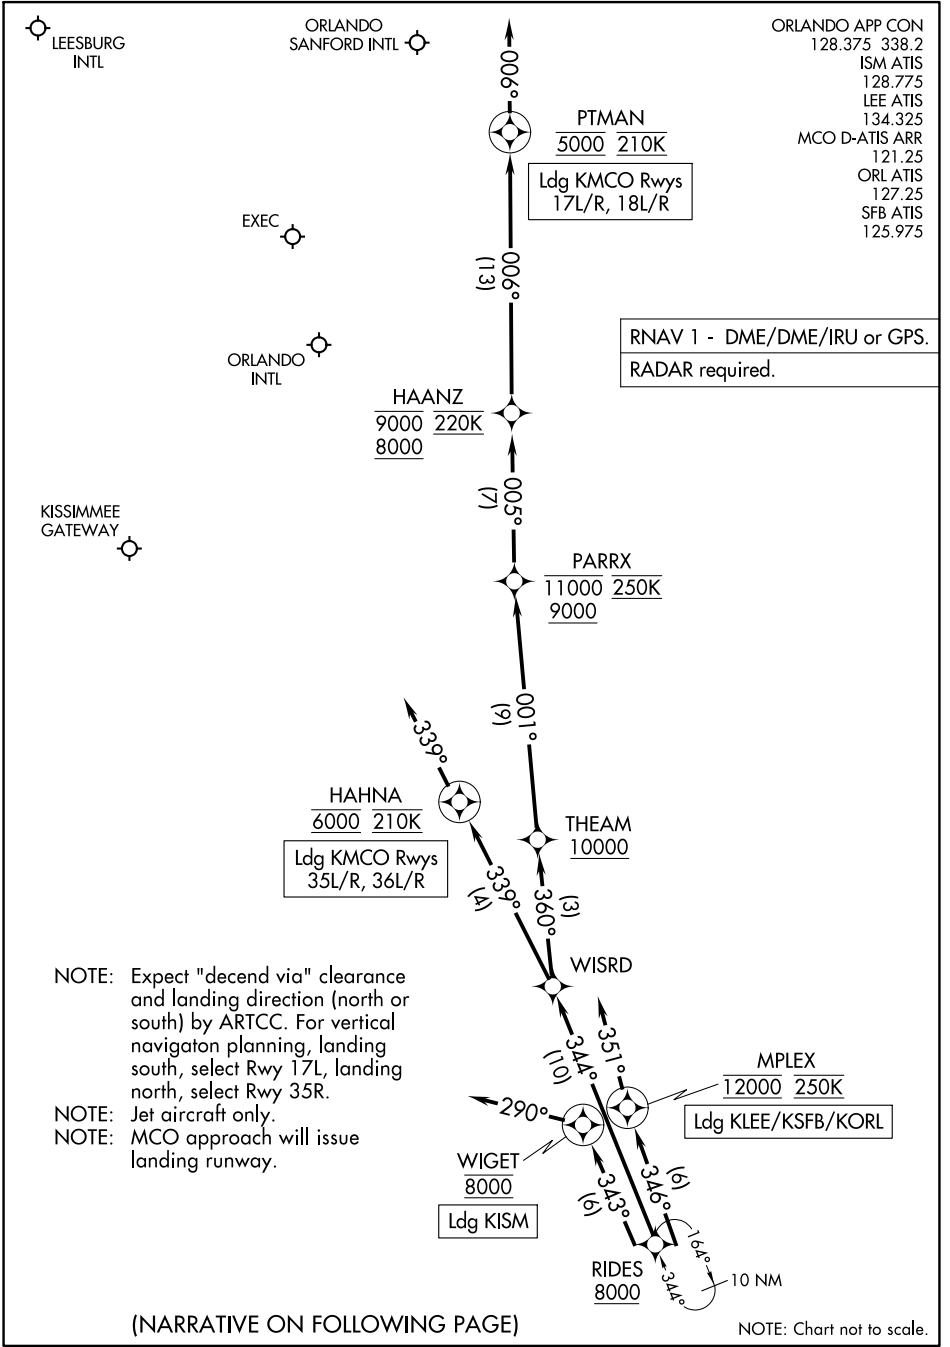 LEESBURG
INTL
ORLANDO
SANFORD INTL
ORLANDO APP CON
128.375 338.2
ISM ATIS
128.775
LEE ATIS
134.325
MCO D-ATIS ARR
121.25
ORL ATIS
127.25
SFB ATIS
125.975
006°
PTMAN
5000 210K
Ldg KMCO Rwys
17L/R, 18L/R
EXEC
006°
(13)
RNAV 1 - DME/DME/IRU or GPS.
RADAR required.
ORLANDO
INTL
HAANZ
9000 220K
8000
005°
(7)
KISSIMMEE
GATEWAY
PARRX
11000 250K
9000
001°
(9)
339°
HAHNA
6000 210K
Ldg KMCO Rwys
35L/R, 36L/R
THEAM
10000
339°
(4)
360°
(3)
WISRD
NOTE: Expect "decend via" clearance
and landing direction (north or
south) by ARTCC. For vertical
navigaton planning, landing
south, select Rwy 17L, landing
north, select Rwy 35R.
NOTE: Jet aircraft only.
NOTE: MCO approach will issue
landing runway.
344°
(10)
351°
MPLEX
12000 250K
Ldg KLEE/KSFB/KORL
290°
WIGET
8000
Ldg KISM
343°
(6)
346°
(6)
RIDES
8000
164°
344°
10 NM
(NARRATIVE ON FOLLOWING PAGE)
NOTE: Chart not to scale.